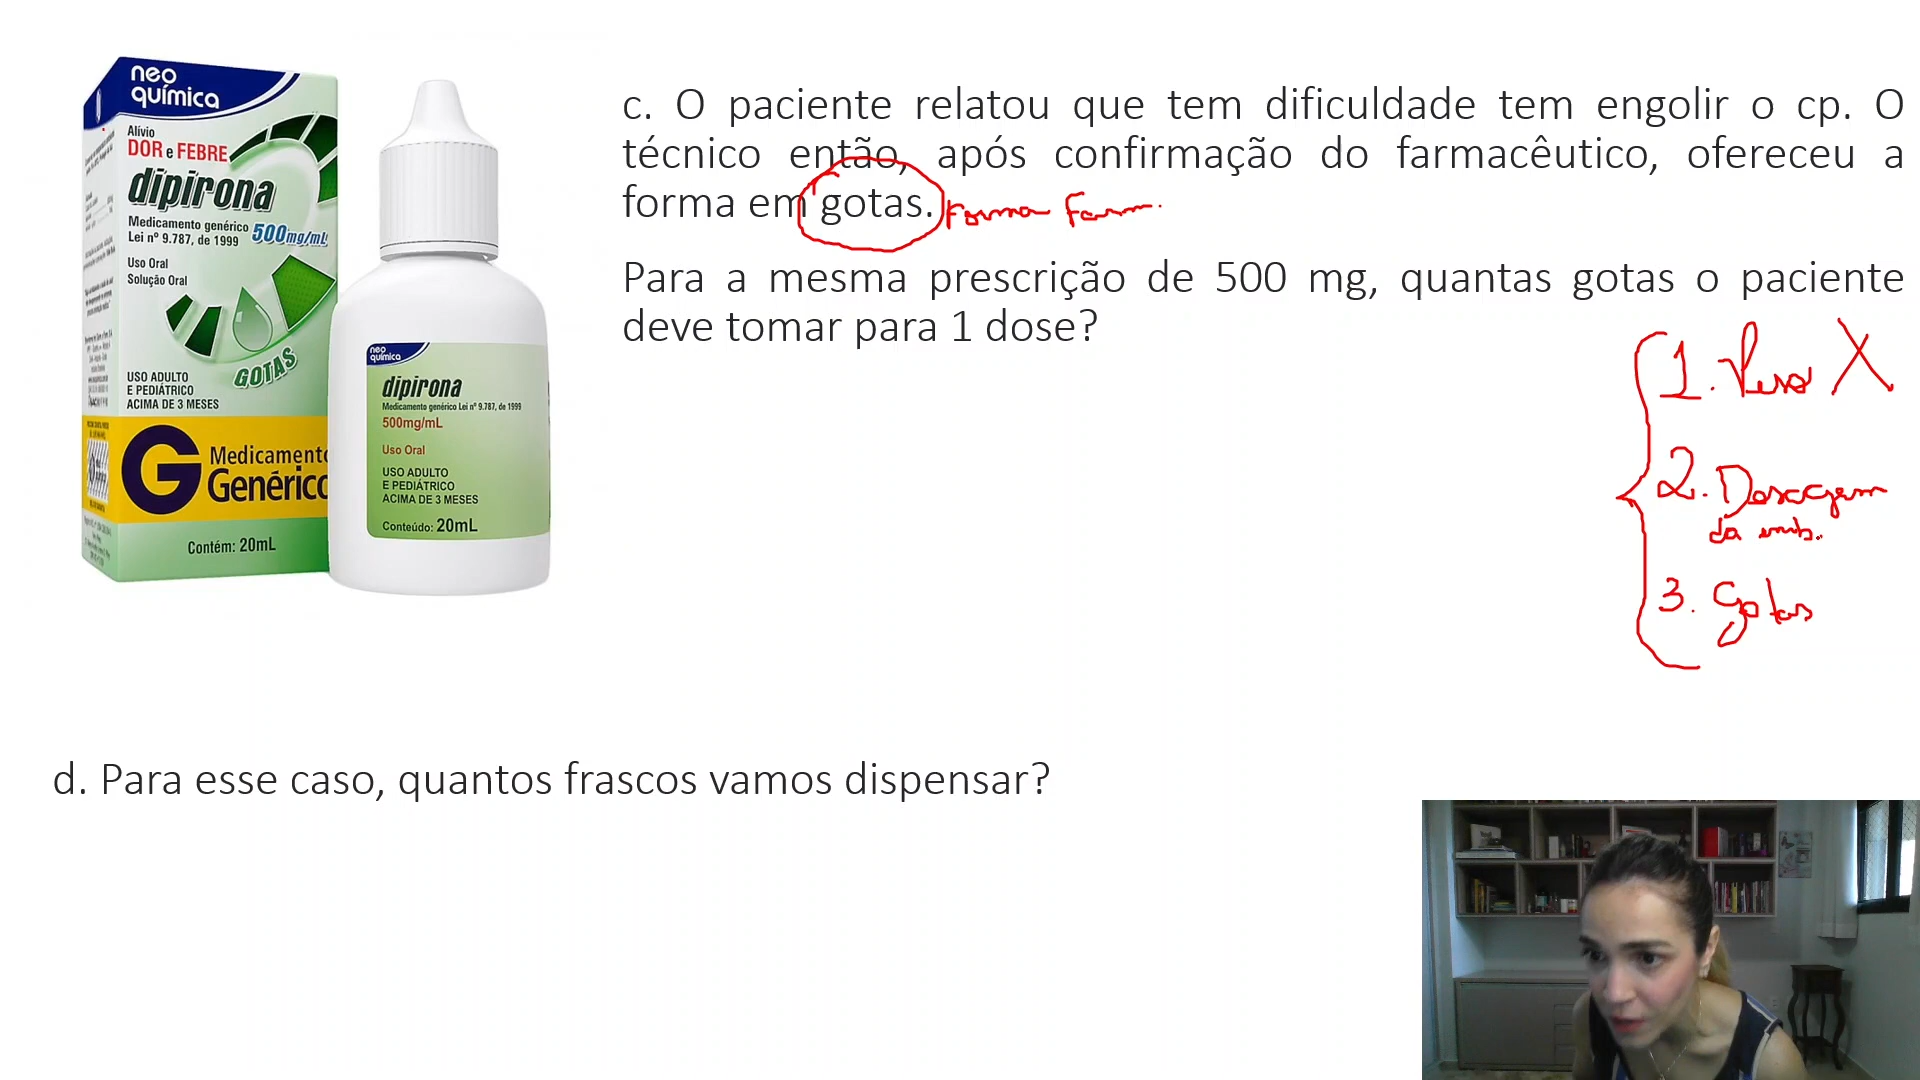 neo
química
Alívio
DOR e FEBRE
dipirona
Medicamento genérico
Lei nº 9.787, de 1999
500mg/mL
Uso Oral
Solução Oral
GOTAS
USO ADULTO
E PEDIÁTRICO
ACIMA DE 3 MESES
G Medicamento
Genérico
Contém: 20mL
neo
química
dipirona
Medicamento genérico Lei nº 9.787, de 1999
500mg/mL
Uso Oral
USO ADULTO
E PEDIÁTRICO
ACIMA DE 3 MESES
Conteúdo: 20mL
c. O paciente relatou que tem dificuldade tem engolir o cp. O
técnico então, após confirmação do farmacêutico, ofereceu a
forma em gotas. Forma Farm.
Para a mesma prescrição de 500 mg, quantas gotas o paciente
deve tomar para 1 dose?
1. Peso X
2. Dosagem
da emb.
3. Gotas
d. Para esse caso, quantos frascos vamos dispensar?